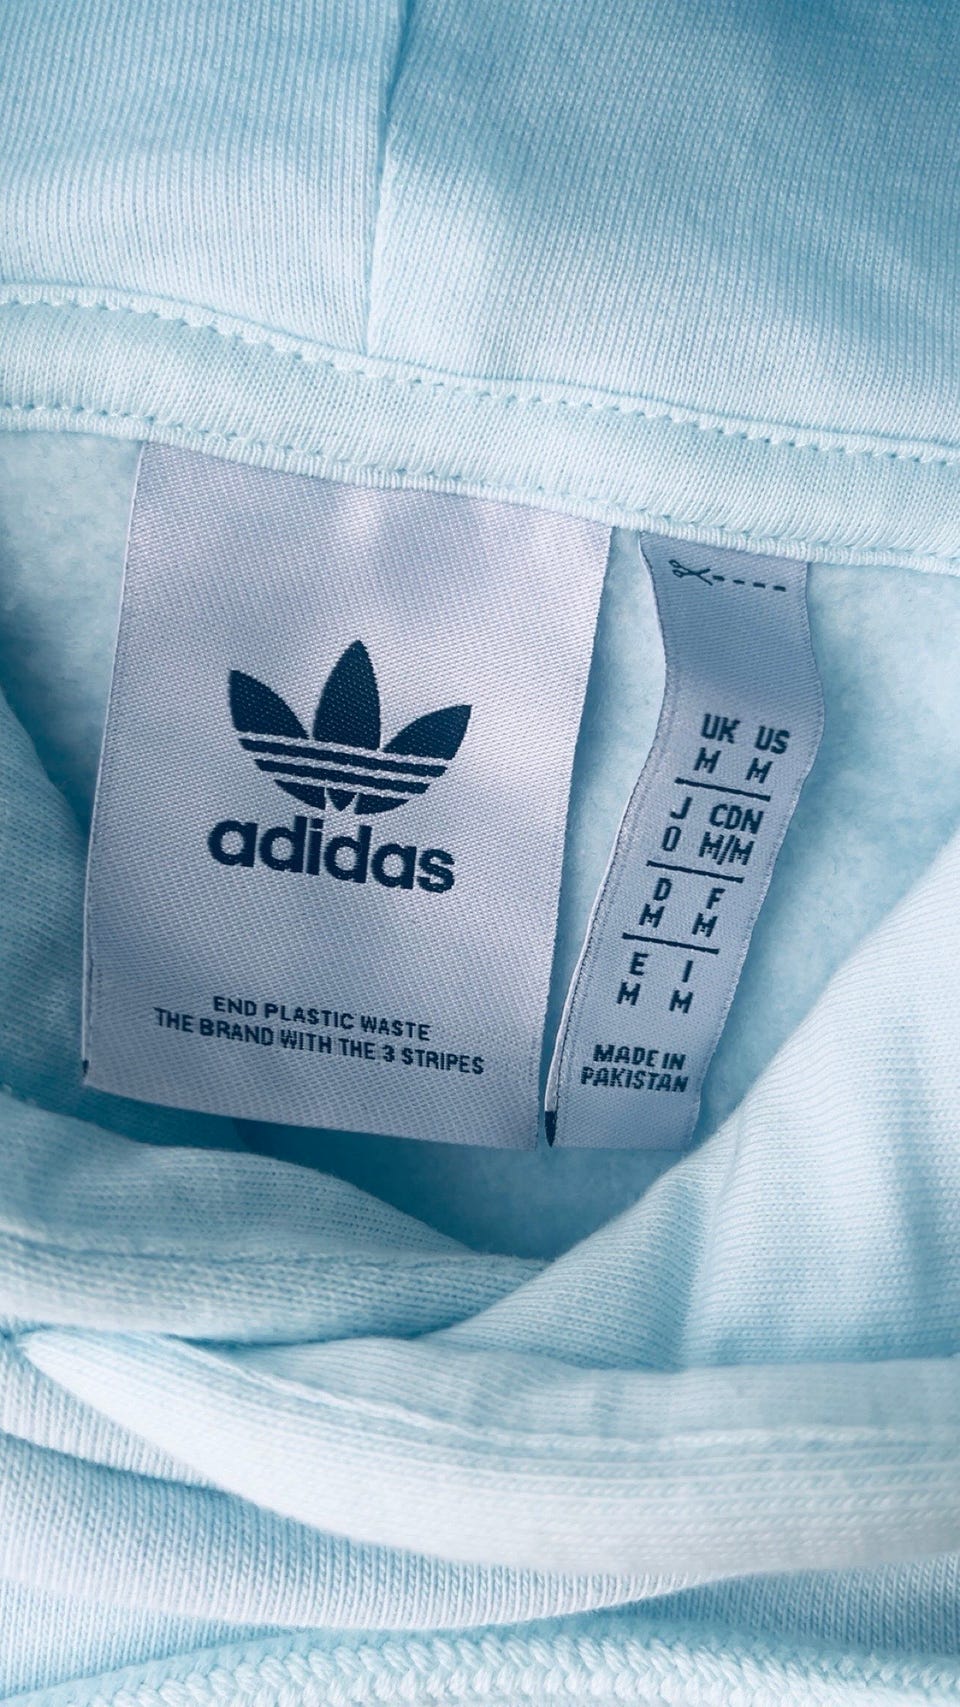 adidas
END PLASTIC WASTE
THE BRAND WITH THE 3 STRIPES
UK US
M M
J CDN
O M/M
D F
M M
E I
M M
MADE IN
PAKISTAN